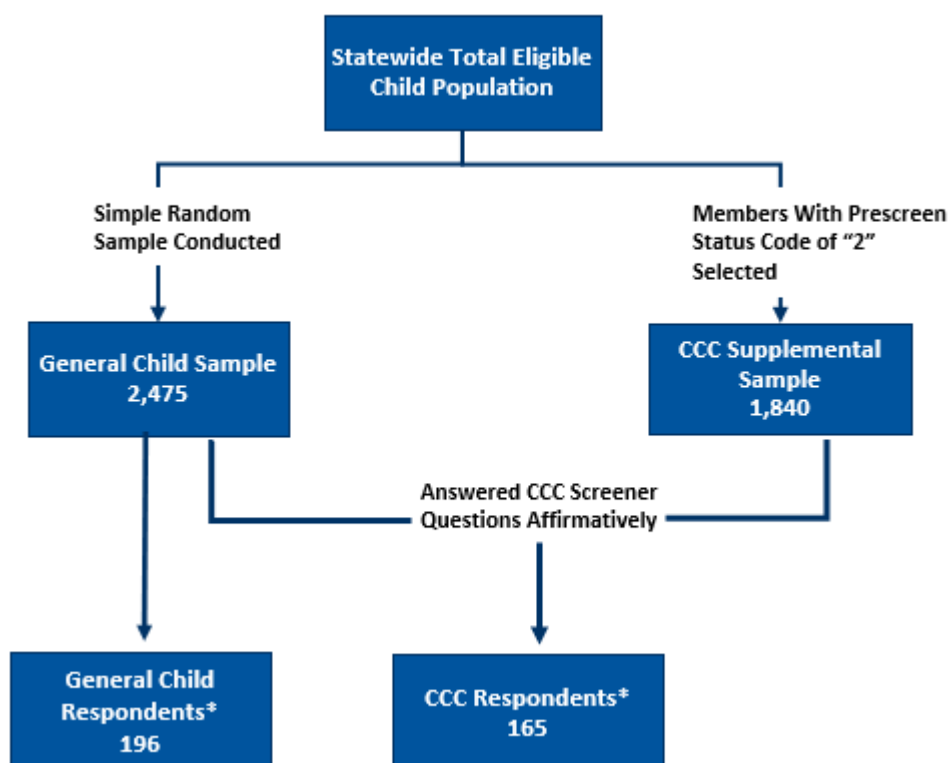 Statewide Total Eligible
Child Population
Simple Random
Sample Conducted
Members With Prescreen
Status Code of “2”
Selected
General Child Sample
2,475
CCC Supplemental
Sample
1,840
Answered CCC Screener
Questions Affirmatively
General Child
Respondents*
196
CCC Respondents*
165